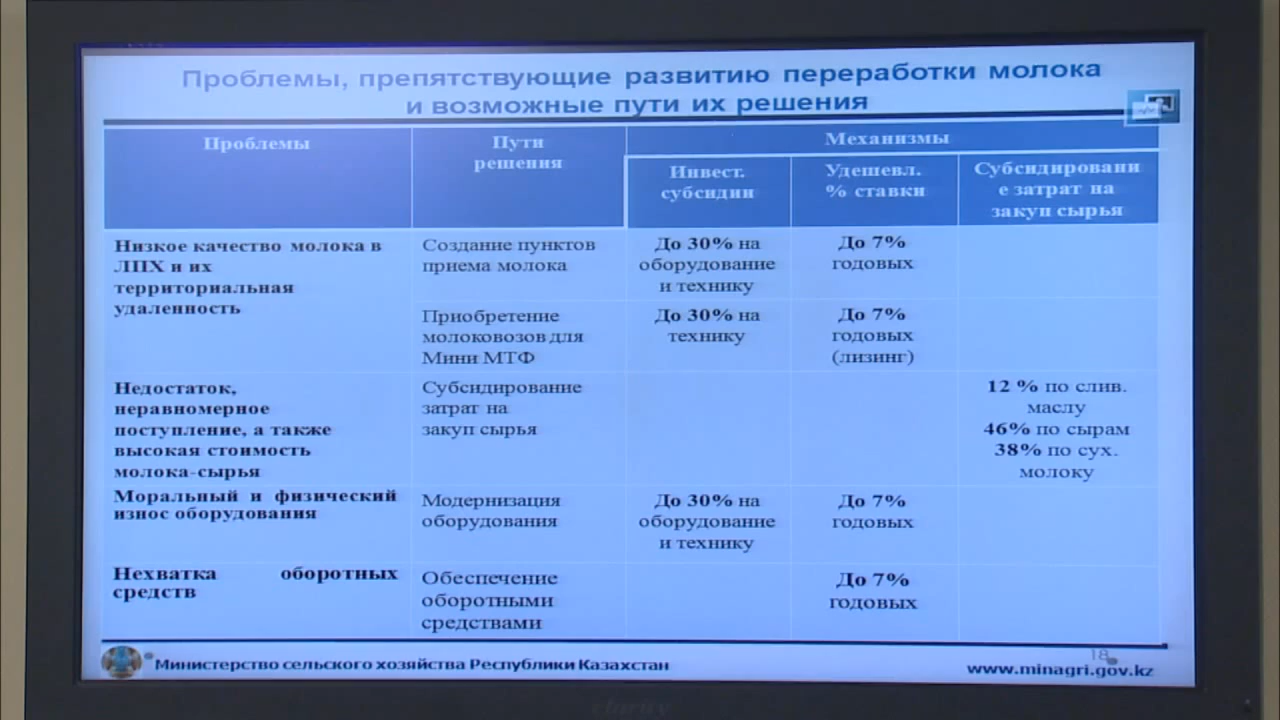 Проблемы, препятствующие развитию переработки молока
и возможные пути их решения
Проблемы
Пути
решения
Механизмы
Инвест.
субсидии
Удешевл.
% ставки
Субсидировани
е затрат на
закуп сырья
Низкое качество молока в
ЛПХ и их
территориальная
удаленность
Создание пунктов
приема молока
До 30% на
оборудование
и технику
До 7%
годовых
Приобретение
молоковозов для
Мини МТФ
До 30% на
технику
До 7%
годовых
(лизинг)
Недостаток,
неравномерное
поступление, а также
высокая стоимость
молока-сырья
Субсидирование
затрат на
закуп сырья
12 % по слив.
маслу
46% по сырам
38% по сух.
молоку
Моральный и физический
износ оборудования
Модернизация
оборудования
До 30% на
оборудование
и технику
До 7%
годовых
Нехватка оборотных
средств
Обеспечение
оборотными
средствами
До 7%
годовых
Министерство сельского хозяйства Республики Казахстан
18
www.minagri.gov.kz
clarity